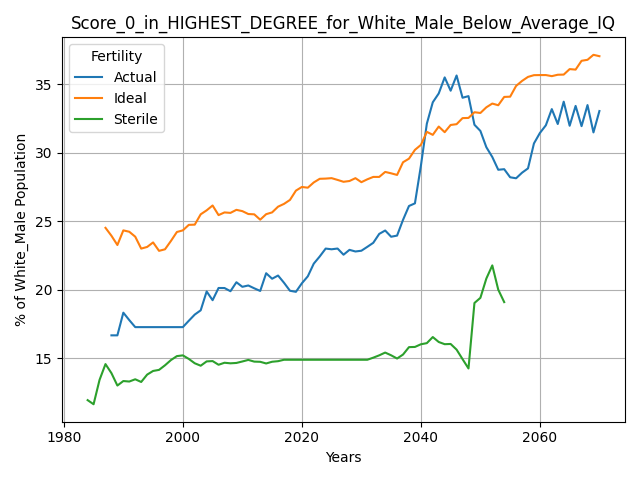 Score_0_in_HIGHEST_DEGREE_for_White_Male_Below_Average_IQ
Fertility
Actual
Ideal
Sterile
% of White_Male Population
35
30
25
20
15
1980
2000
2020
2040
2060
Years